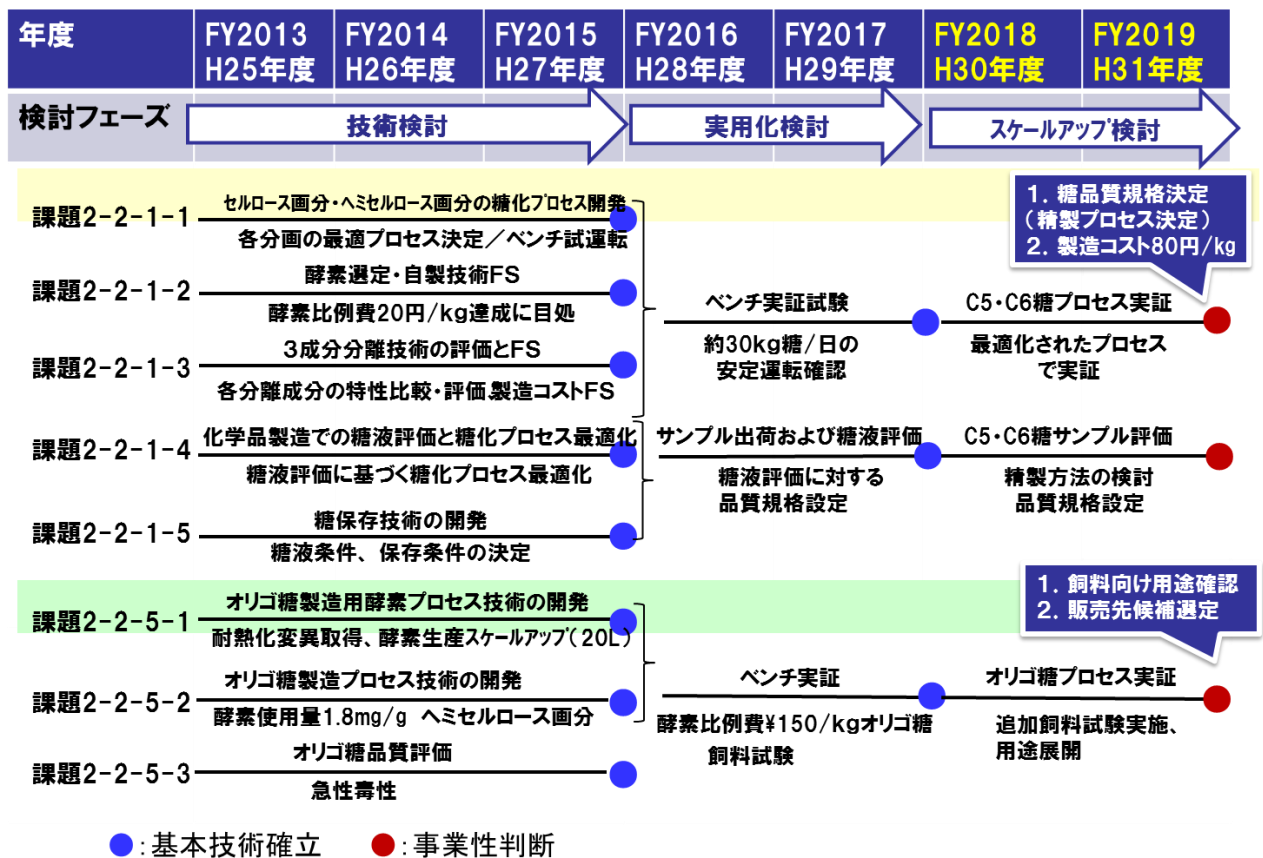 年度
FY2013
H25年度
FY2014
H26年度
FY2015
H27年度
FY2016
H28年度
FY2017
H29年度
FY2018
H30年度
FY2019
H31年度
検討フェーズ
技術検討
実用化検討
スケールアップ検討
1. 糖品質規格決定
(精製プロセス決定)
2. 製造コスト80円/kg
課題2-2-1-1
セルロース画分・ヘミセルロース画分の糖化プロセス開発
各分画の最適プロセス決定/ベンチ試運転
課題2-2-1-2
酵素選定・自製技術FS
酵素比例費20円/kg達成に目処
課題2-2-1-3
3成分分離技術の評価とFS
各分離成分の特性比較・評価、製造コストFS
ベンチ実証試験
約30kg糖/日の
安定運転確認
C5・C6糖プロセス実証
最適化されたプロセス
で実証
課題2-2-1-4
化学品製造での糖液評価と糖化プロセス最適化
糖液評価に基づく糖化プロセス最適化
サンプル出荷および糖液評価
糖液評価に対する
品質規格設定
C5・C6糖サンプル評価
精製方法の検討
品質規格設定
課題2-2-1-5
糖保存技術の開発
糖液条件、保存条件の決定
1. 飼料向け用途確認
2. 販売先候補選定
課題2-2-5-1
オリゴ糖製造用酵素プロセス技術の開発
耐熱化変異取得、酵素生産スケールアップ(20L)
課題2-2-5-2
オリゴ糖製造プロセス技術の開発
酵素使用量1.8mg/g ヘミセルロース画分
ベンチ実証
酵素比例費¥150/kgオリゴ糖
飼料試験
オリゴ糖プロセス実証
追加飼料試験実施、
用途展開
課題2-2-5-3
オリゴ糖品質評価
急性毒性
:基本技術確立
:事業性判断